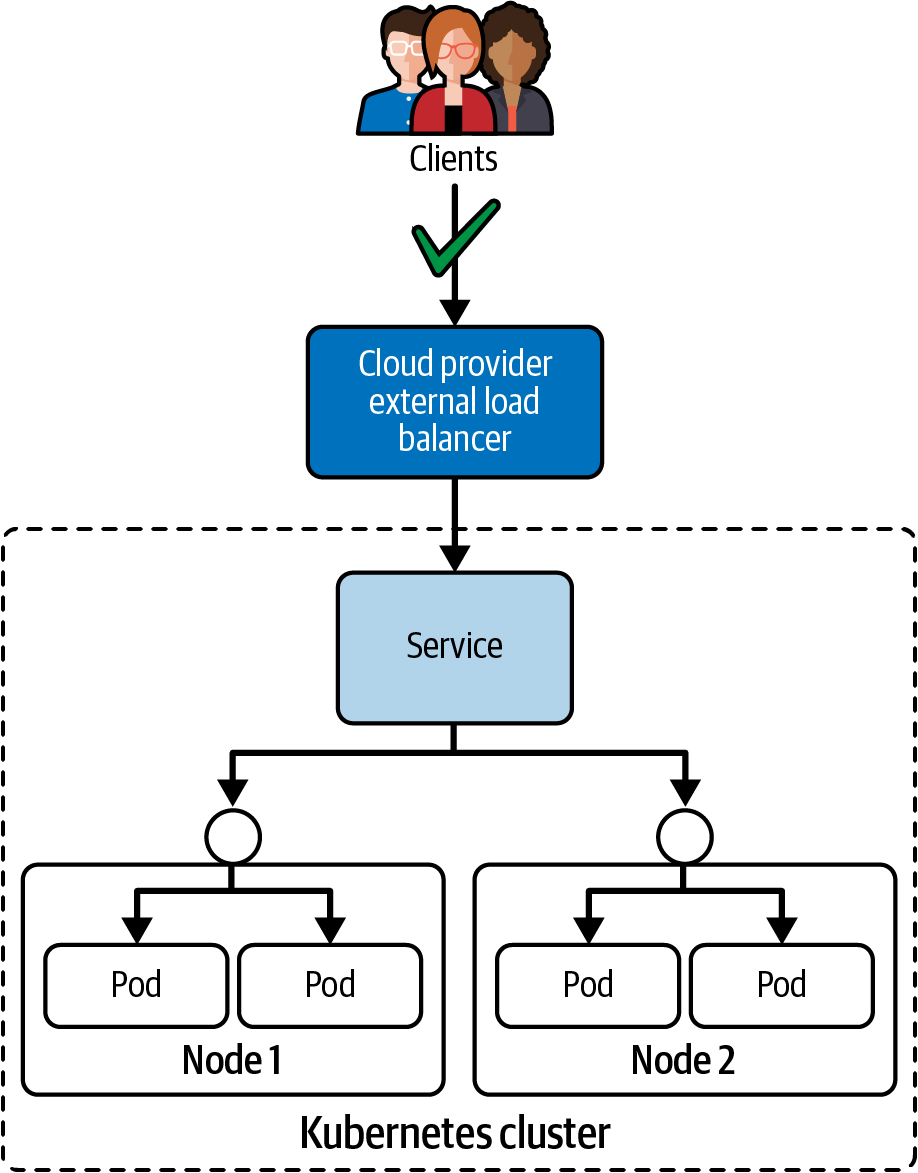 Clients
Cloud provider
external load
balancer
Service
Pod
Pod
Pod
Pod
Node 1
Node 2
Kubernetes cluster